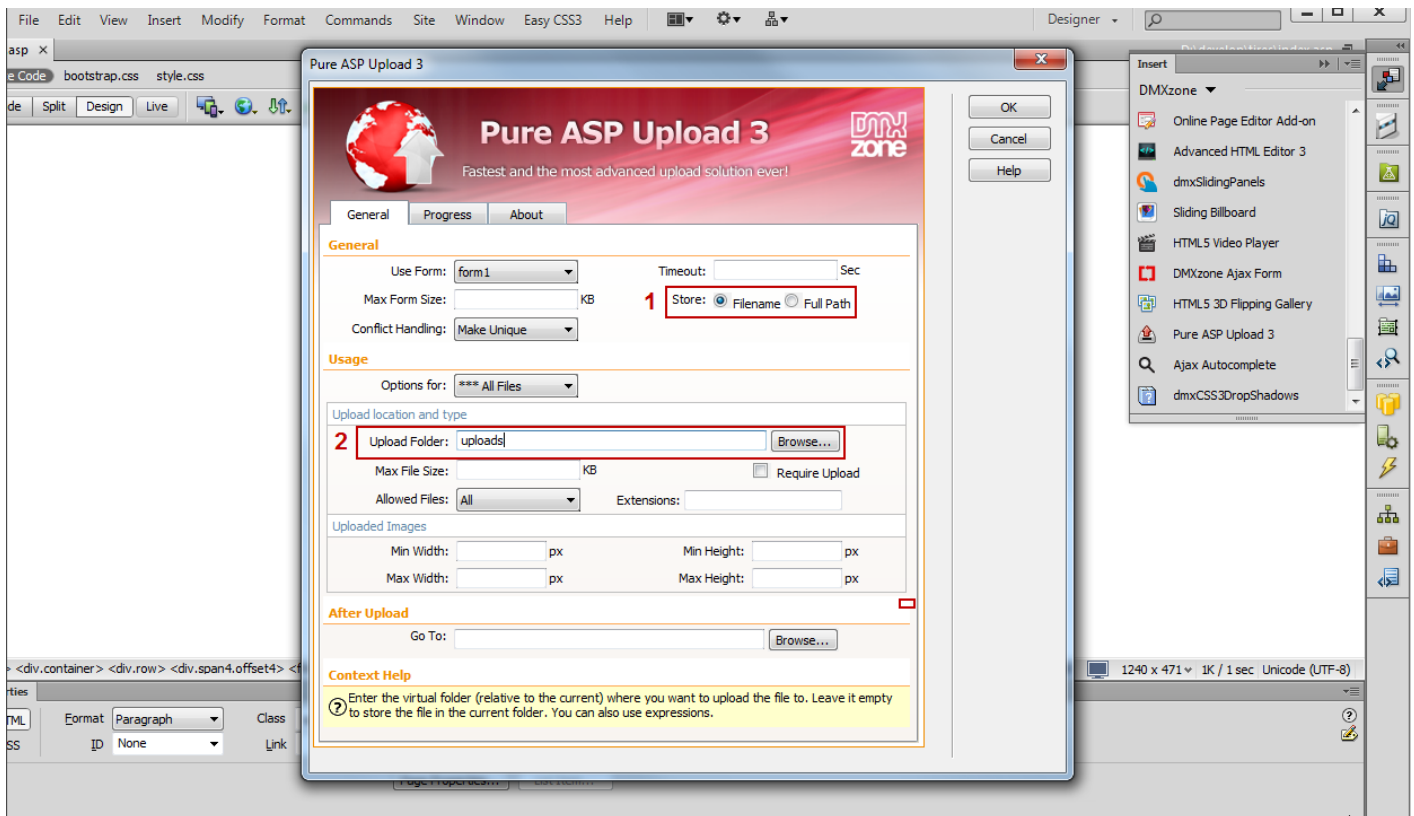 File Edit View Insert Modify Format Commands Site Window Easy CSS3 Help Designer
asp
D:\develop\tires\index.asp
e Code bootstrap.css style.css
de Split Design Live
Pure ASP Upload 3
Pure ASP Upload 3
DMX
zone
Fastest and the most advanced upload solution ever!
OK
Cancel
Help
General Progress About
General
Use Form: form1 Timeout: Sec
Max Form Size: KB 1 Store: Filename Full Path
Conflict Handling: Make Unique
Usage
Options for: *** All Files
Upload location and type
2 Upload Folder: uploads Browse...
Max File Size: KB Require Upload
Allowed Files: All Extensions:
Uploaded Images
Min Width: px Min Height: px
Max Width: px Max Height: px
After Upload
Go To: Browse...
Context Help
Enter the virtual folder (relative to the current) where you want to upload the file to. Leave it empty
to store the file in the current folder. You can also use expressions.
Insert
DMXzone
Online Page Editor Add-on
Advanced HTML Editor 3
dmxSlidingPanels
Sliding Billboard
HTML5 Video Player
DMXzone Ajax Form
HTML5 3D Flipping Gallery
Pure ASP Upload 3
Ajax Autocomplete
dmxCSS3DropShadows
jQ
<div.container> <div.row> <div.span4.offset4> <f
1240 x 471 1K / 1 sec Unicode (UTF-8)
rties
TML Format Paragraph Class
SS ID None Link
Page Properties... List Item...